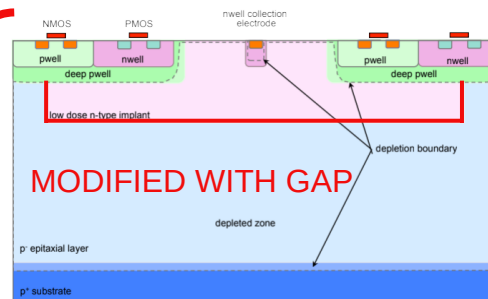 NMOS
PMOS
nwell collection
electrode
pwell
nwell
pwell
nwell
deep pwell
deep pwell
low dose n-type implant
depletion boundary
MODIFIED WITH GAP
depleted zone
p- epitaxial layer
p+ substrate